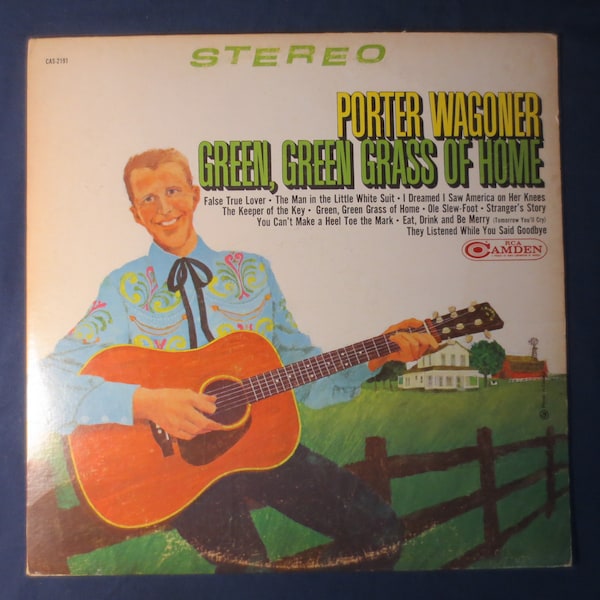 CAS-2191
STEREO
PORTER WAGONER
GREEN, GREEN GRASS OF HOME
False True Lover • The Man in the Little White Suit • I Dreamed I Saw America on Her Knees
The Keeper of the Key • Green, Green Grass of Home • Ole Slew-Foot • Stranger's Story
You Can't Make a Heel Toe the Mark • Eat, Drink and Be Merry (Tomorrow You'll Cry)
They Listened While You Said Goodbye
RCA
CAMDEN